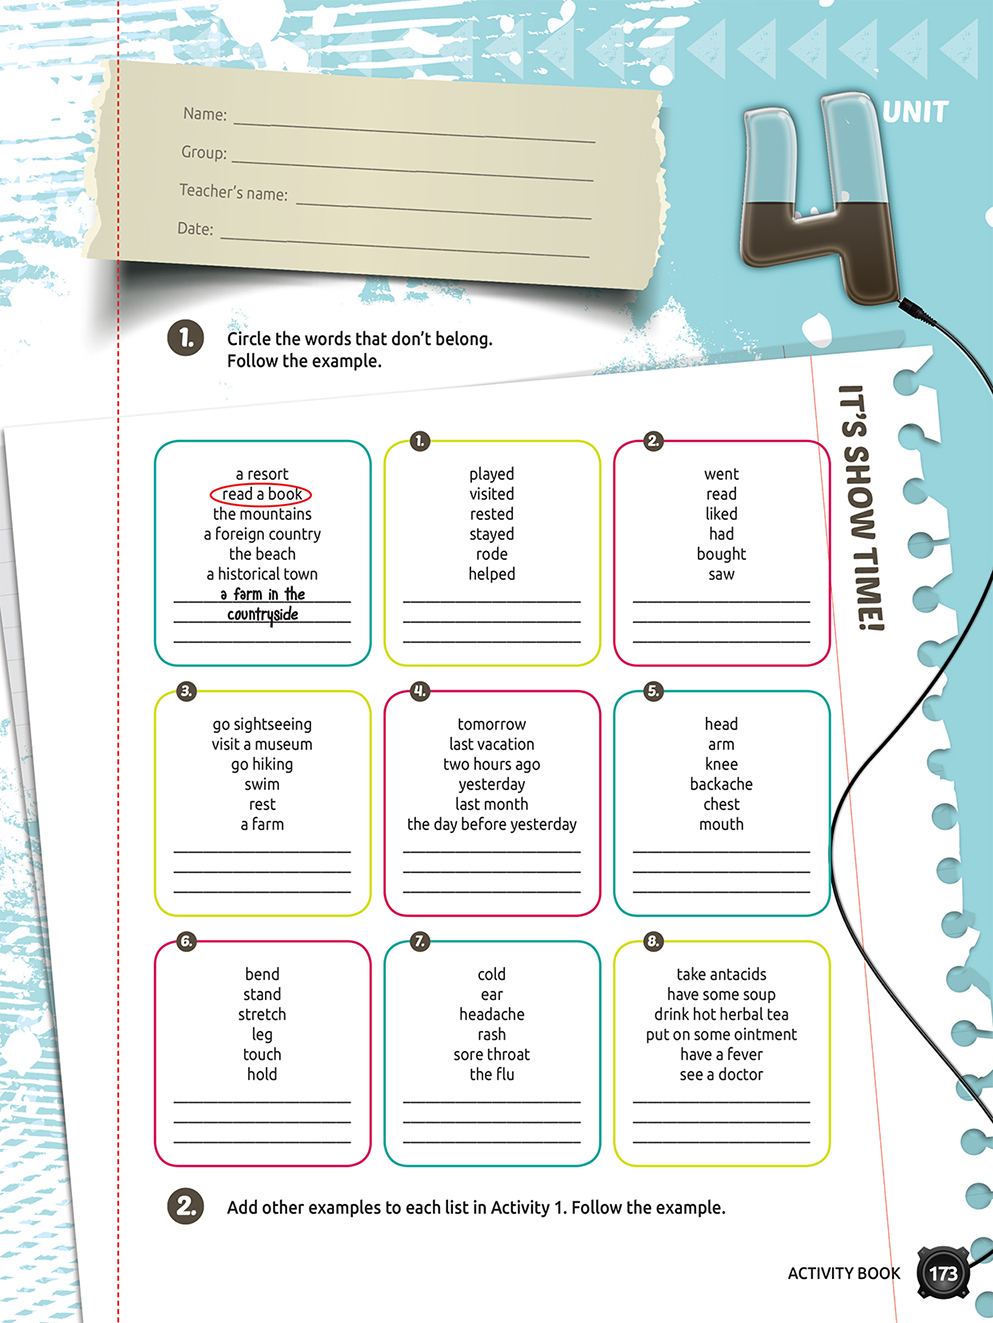 Name:
Group:
Teacher's name:
Date:
4 UNIT
IT'S SHOW TIME!
1. Circle the words that don't belong.
Follow the example.
a resort
read a book
the mountains
a foreign country
the beach
a historical town
a farm in the
countryside
1.
played
visited
rested
stayed
rode
helped
2.
went
read
liked
had
bought
saw
3.
go sightseeing
visit a museum
go hiking
swim
rest
a farm
4.
tomorrow
last vacation
two hours ago
yesterday
last month
the day before yesterday
5.
head
arm
knee
backache
chest
mouth
6.
bend
stand
stretch
leg
touch
hold
7.
cold
ear
headache
rash
sore throat
the flu
8.
take antacids
have some soup
drink hot herbal tea
put on some ointment
have a fever
see a doctor
2. Add other examples to each list in Activity 1. Follow the example.
ACTIVITY BOOK 173